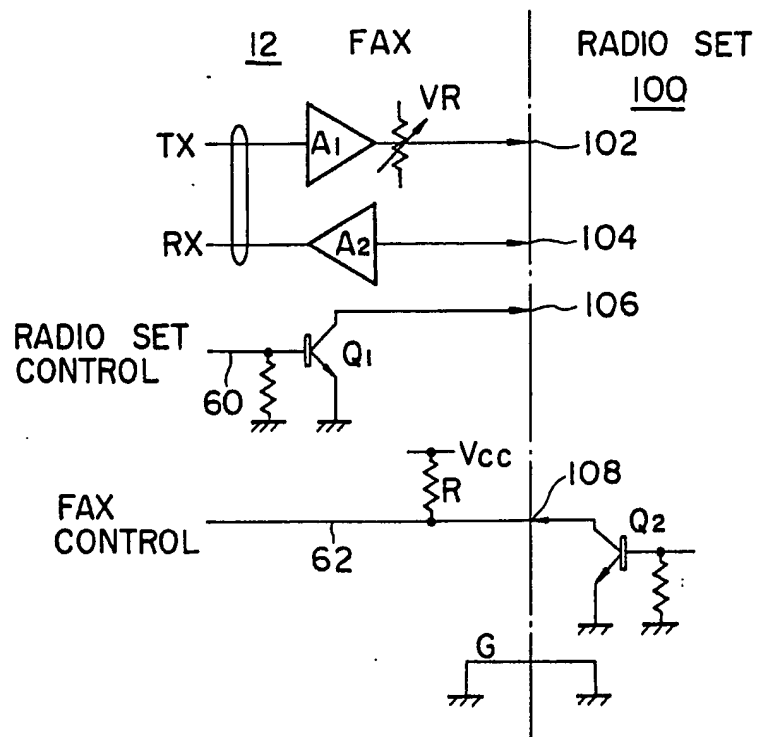 12 FAX
RADIO SET
100
TX
A1
VR
102
RX
A2
104
106
RADIO SET
CONTROL
60
Q1
Vcc
R
108
FAX
CONTROL
62
Q2
G